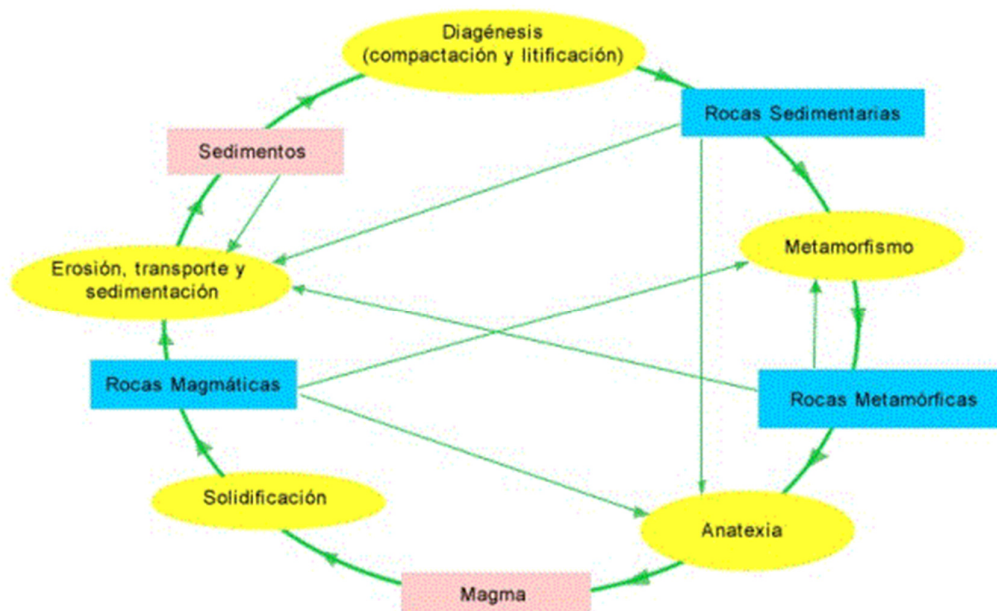 Diagénesis
(compactación y litificación)
Rocas Sedimentarias
Sedimentos
Metamorfismo
Erosión, transporte y
sedimentación
Rocas Magmáticas
Rocas Metamórficas
Solidificación
Anatexia
Magma